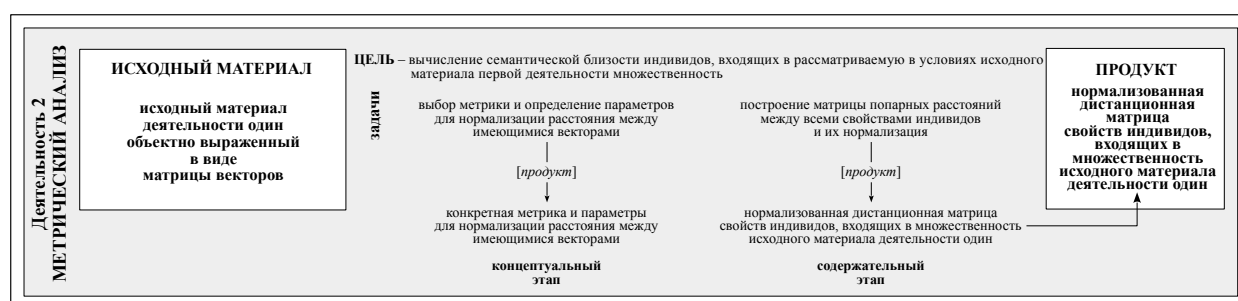 Деятельность 2
МЕТРИЧЕСКИЙ АНАЛИЗ
ИСХОДНЫЙ МАТЕРИАЛ
исходный материал
деятельности один
объектно выраженный
в виде
матрицы векторов
ЦЕЛЬ – вычисление семантической близости индивидов, входящих в рассматриваемую в условиях исходного
материала первой деятельности множественность
задачи
выбор метрики и определение параметров
для нормализации расстояния между
имеющимися векторами
[продукт]
конкретная метрика и параметры
для нормализации расстояния между
имеющимися векторами
концептуальный
этап
построение матрицы попарных расстояний
между всеми свойствами индивидов
и их нормализация
[продукт]
нормализованная дистанционная матрица
свойств индивидов, входящих в множественность
исходного материала деятельности один
содержательный
этап
ПРОДУКТ
нормализованная
дистанционная
матрица
свойств индивидов,
входящих в
множественность
исходного материала
деятельности один